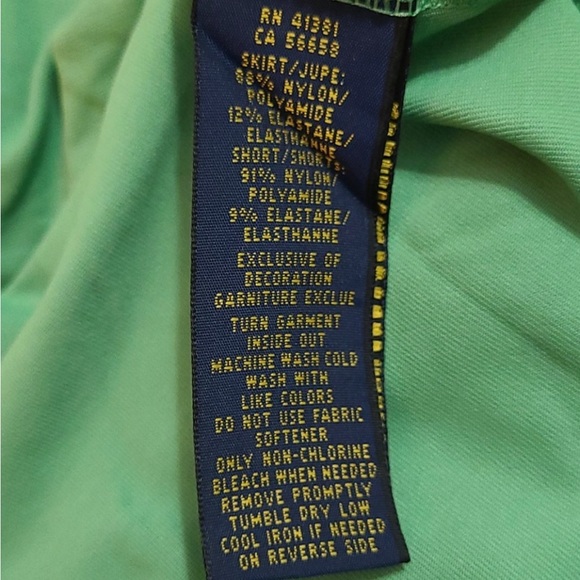 RN 41381
CA 56658
SKIRT/JUPE:
88% NYLON/
POLYAMIDE
12% ELASTANE/
ELASTHANNE
SHORT/SHORTS:
91% NYLON/
POLYAMIDE
9% ELASTANE/
ELASTHANNE
EXCLUSIVE OF
DECORATION
GARNITURE EXCLUE
TURN GARMENT
INSIDE OUT
MACHINE WASH COLD
WASH WITH
LIKE COLORS
DO NOT USE FABRIC
SOFTENER
ONLY NON-CHLORINE
BLEACH WHEN NEEDED
REMOVE PROMPTLY
TUMBLE DRY LOW
COOL IRON IF NEEDED
ON REVERSE SIDE